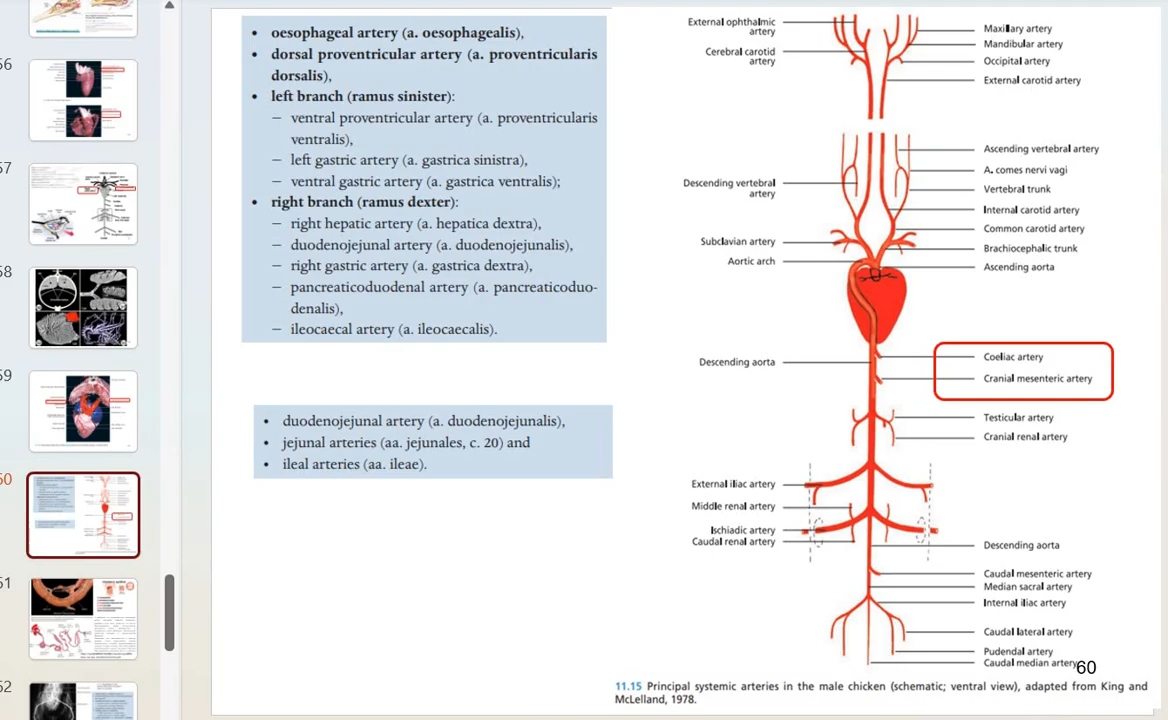 56
57
58
59
60
61
62
• oesophageal artery (a. oesophagealis),
• dorsal proventricular artery (a. proventricularis
dorsalis),
• left branch (ramus sinister):
– ventral proventricular artery (a. proventricularis
ventralis),
– left gastric artery (a. gastrica sinistra),
– ventral gastric artery (a. gastrica ventralis);
• right branch (ramus dexter):
– right hepatic artery (a. hepatica dextra),
– duodenojejunal artery (a. duodenojejunalis),
– right gastric artery (a. gastrica dextra),
– pancreaticoduodenal artery (a. pancreaticoduo-
denalis),
– ileocaecal artery (a. ileocaecalis).
• duodenojejunal artery (a. duodenojejunalis),
• jejunal arteries (aa. jejunales, c. 20) and
• ileal arteries (aa. ileae).
External ophthalmic
artery
Cerebral carotid
artery
Descending vertebral
artery
Subclavian artery
Aortic arch
Descending aorta
External iliac artery
Middle renal artery
Ischiadic artery
Caudal renal artery
Maxillary artery
Mandibular artery
Occipital artery
External carotid artery
Ascending vertebral artery
A. comes nervi vagi
Vertebral trunk
Internal carotid artery
Common carotid artery
Brachiocephalic trunk
Ascending aorta
Coeliac artery
Cranial mesenteric artery
Testicular artery
Cranial renal artery
Descending aorta
Caudal mesenteric artery
Median sacral artery
Internal iliac artery
Caudal lateral artery
Pudendal artery
Caudal median artery
60
11.15 Principal systemic arteries in the male chicken (schematic; ventral view), adapted from King and
McLelland, 1978.